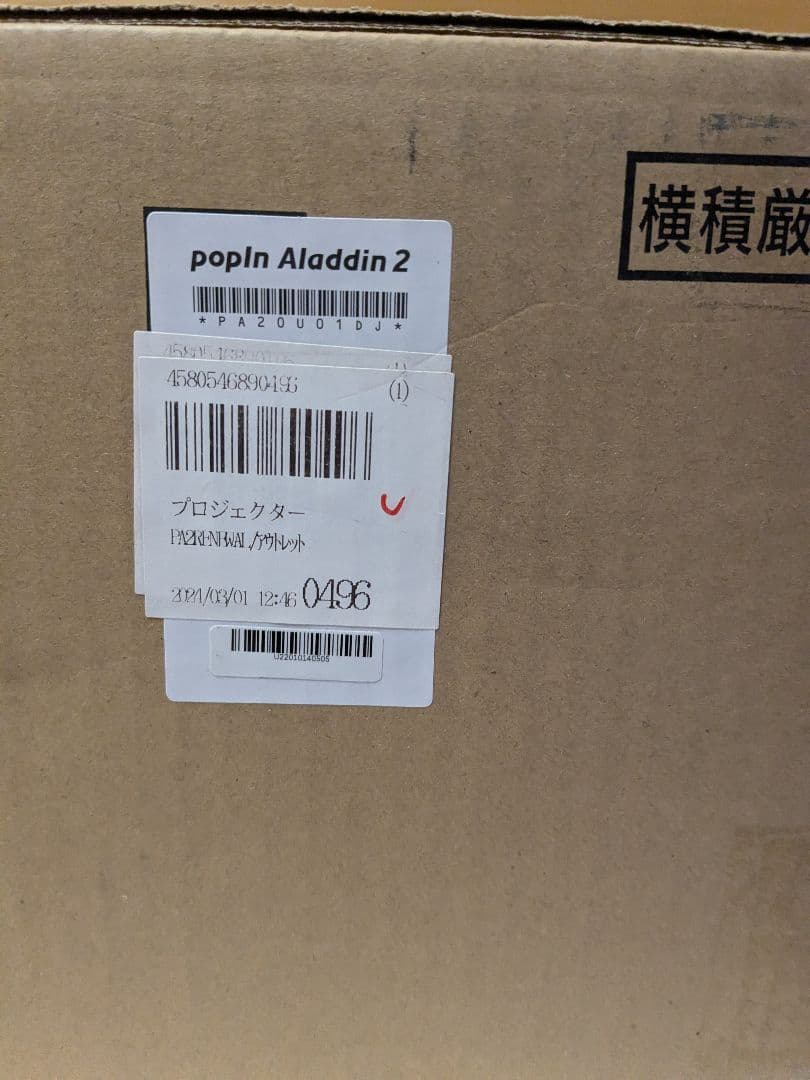 横積厳
popIn Aladdin 2
*PA20U01DJ*
4580546890496
(1)
プロジェクター
PA2RENEWAL/アウトレット
2024/03/01 12:46 0496
U22010140505